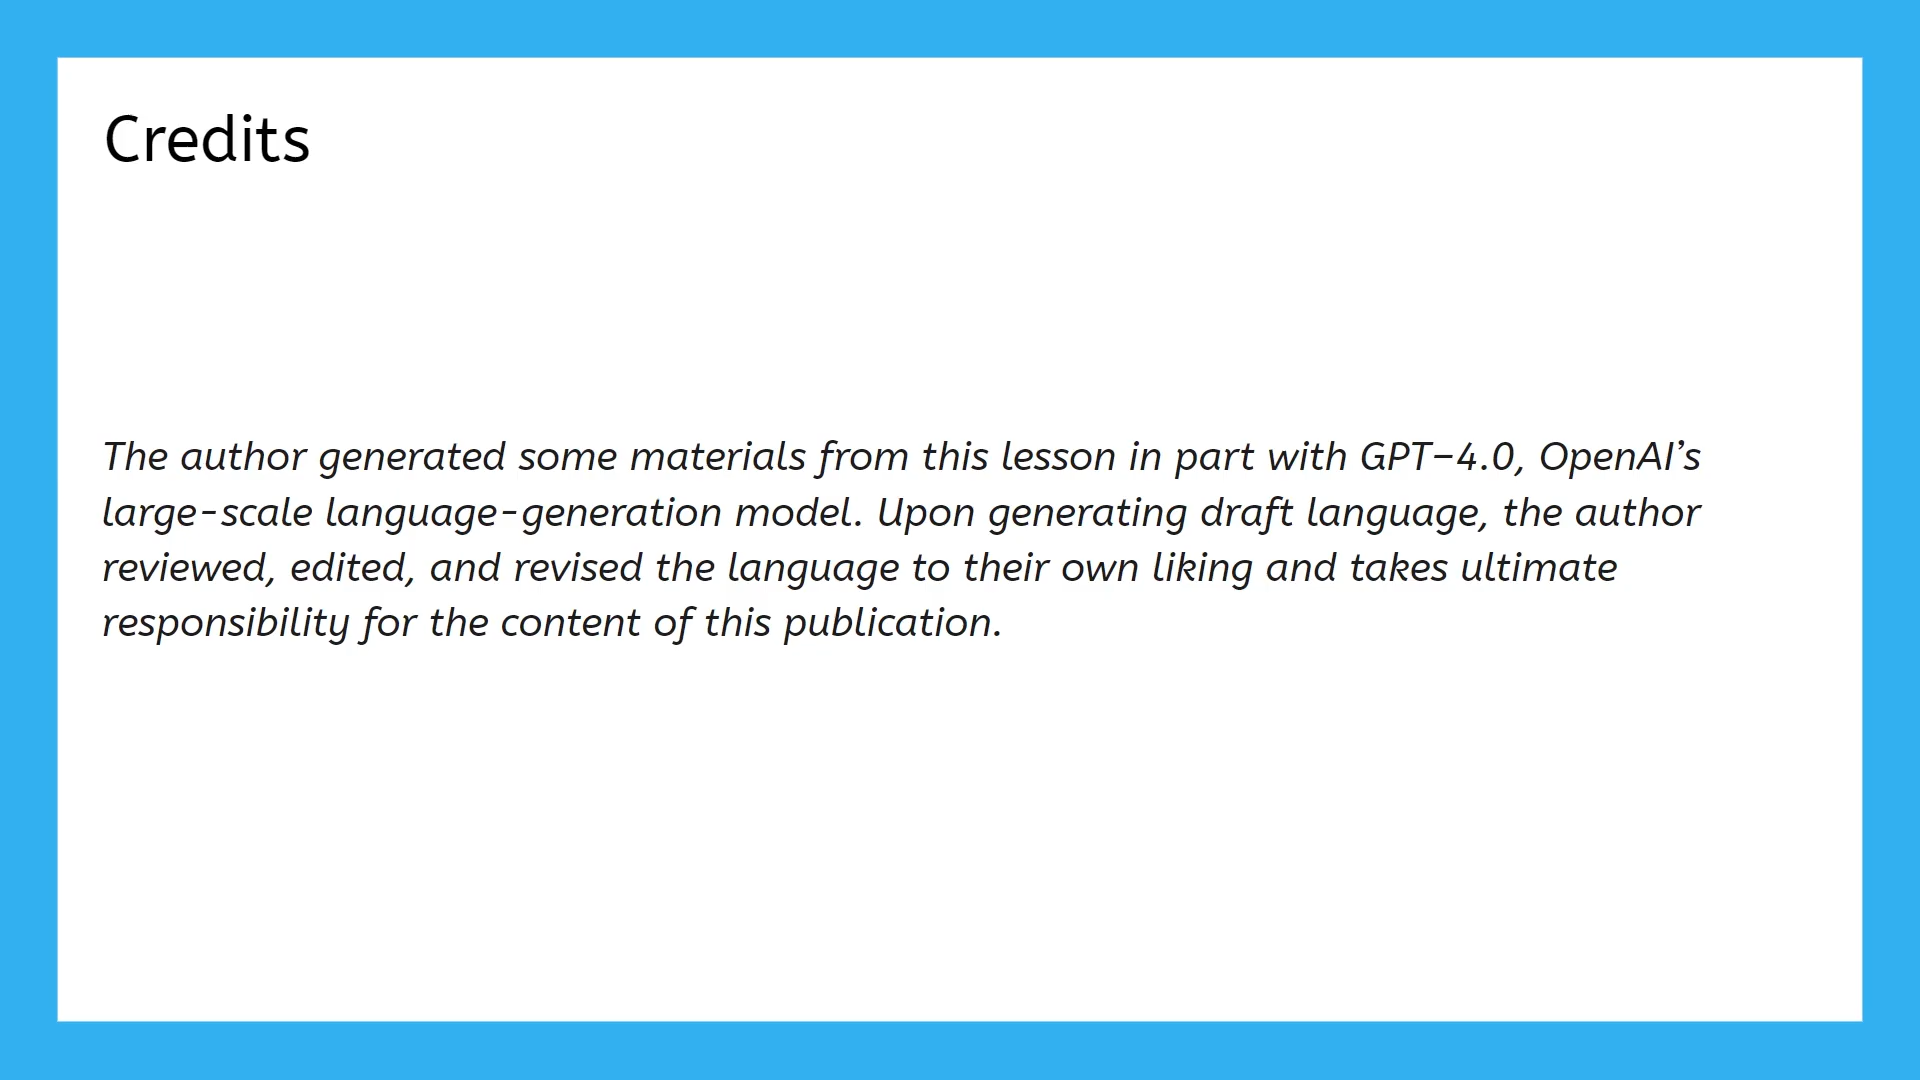 Credits
The author generated some materials from this lesson in part with GPT–4.0, OpenAI’s
large-scale language-generation model. Upon generating draft language, the author
reviewed, edited, and revised the language to their own liking and takes ultimate
responsibility for the content of this publication.